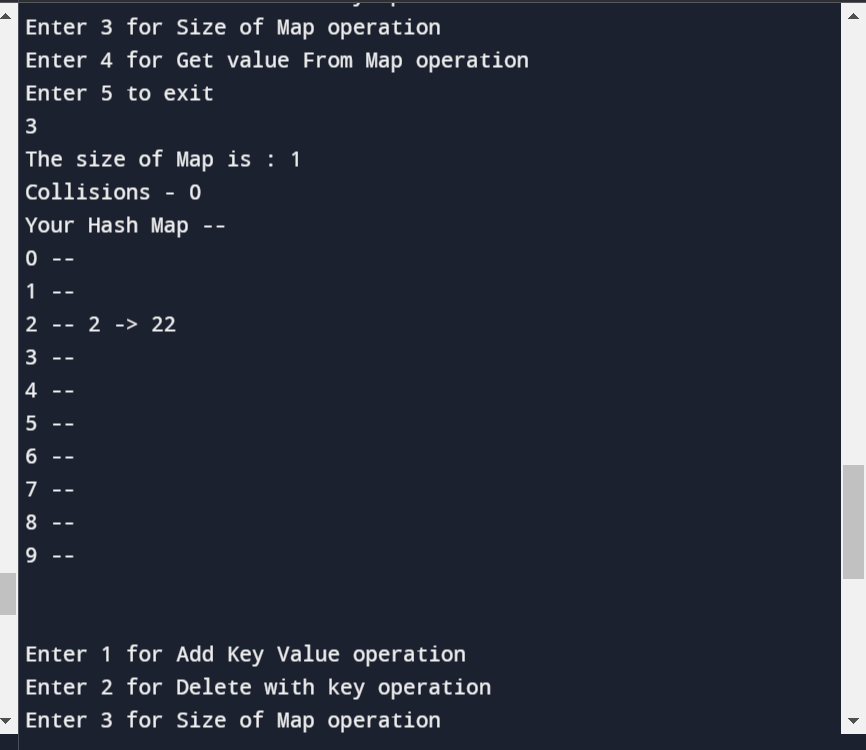 Enter 3 for Size of Map operation
Enter 4 for Get value From Map operation
Enter 5 to exit
3
The size of Map is : 1
Collisions - 0
Your Hash Map --
0 --
1 --
2 -- 2 -> 22
3 --
4 --
5 --
6 --
7 --
8 --
9 --
Enter 1 for Add Key Value operation
Enter 2 for Delete with key operation
Enter 3 for Size of Map operation